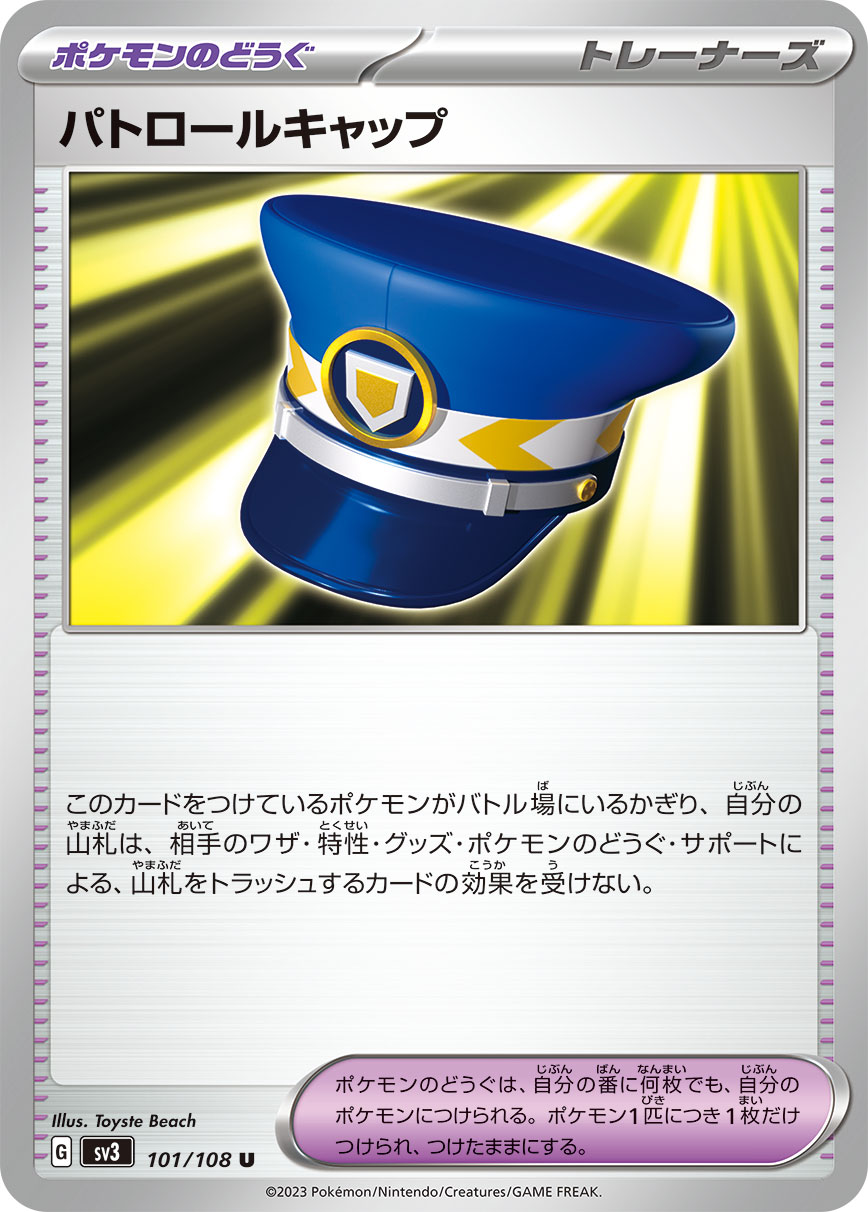 ポケモンのどうぐ
トレーナーズ
パトロールキャップ
このカードをつけているポケモンがバトル場にいるかぎり、自分の
山札は、相手のワザ・特性・グッズ・ポケモンのどうぐ・サポートに
よる、山札をトラッシュするカードの効果を受けない。
ポケモンのどうぐは、自分の番に何枚でも、自分の
ポケモンにつけられる。ポケモン1匹につき1枚だけ
つけられ、つけたままにする。
Illus. Toyste Beach
G sv3 101/108 U
©2023 Pokémon/Nintendo/Creatures/GAME FREAK.